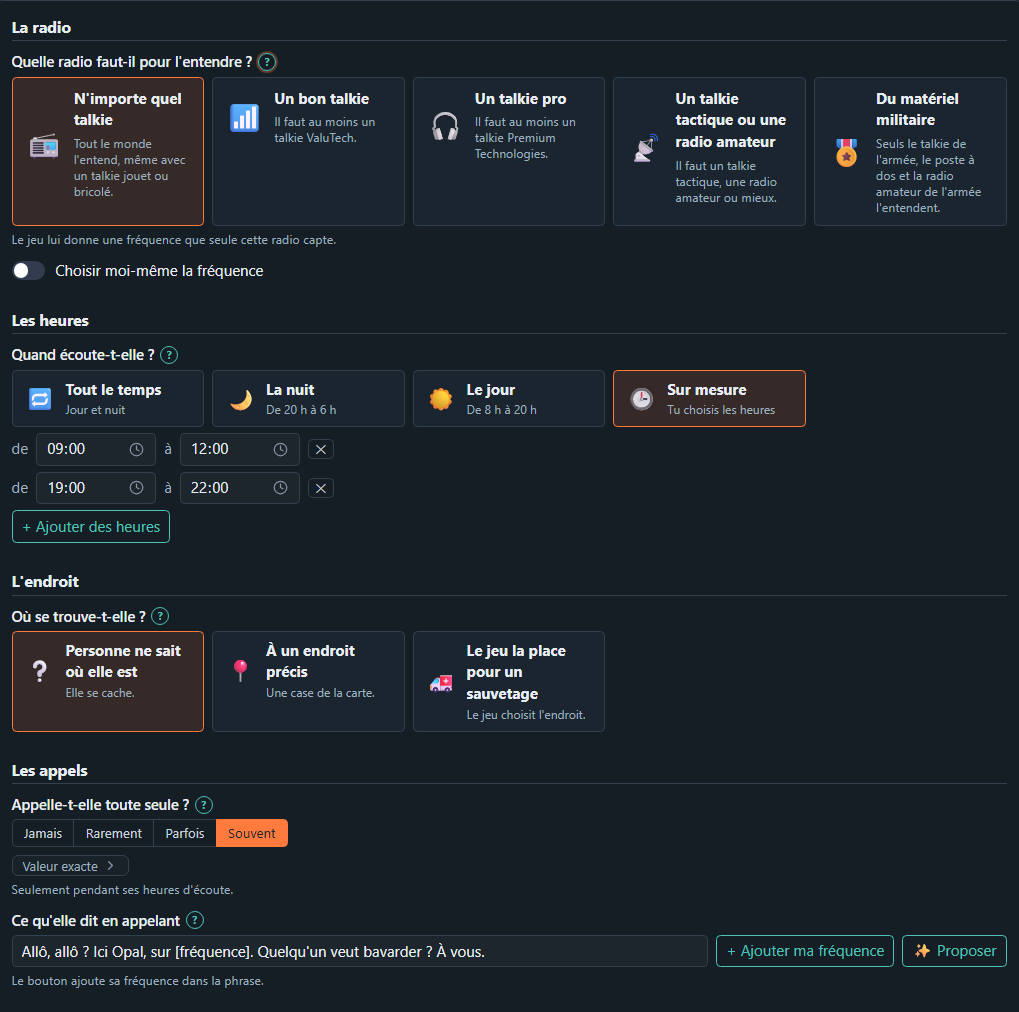 La radio
Quelle radio faut-il pour l'entendre ? ?
N'importe quel
talkie
Tout le monde
l'entend, même avec
un talkie jouet ou
bricolé.
Un bon talkie
Il faut au moins un
talkie ValuTech.
Un talkie pro
Il faut au moins un
talkie Premium
Technologies.
Un talkie
tactique ou une
radio amateur
Il faut un talkie
tactique, une radio
amateur ou mieux.
Du matériel
militaire
Seuls le talkie de
l'armée, le poste à
dos et la radio
amateur de l'armée
l'entendent.
Le jeu lui donne une fréquence que seule cette radio capte.
Choisir moi-même la fréquence
Les heures
Quand écoute-t-elle ? ?
Tout le temps
Jour et nuit
La nuit
De 20 h à 6 h
Le jour
De 8 h à 20 h
Sur mesure
Tu choisis les heures
de 09:00 à 12:00
de 19:00 à 22:00
+ Ajouter des heures
L'endroit
Où se trouve-t-elle ? ?
Personne ne sait
où elle est
Elle se cache.
À un endroit
précis
Une case de la carte.
Le jeu la place
pour un
sauvetage
Le jeu choisit l'endroit.
Les appels
Appelle-t-elle toute seule ? ?
Jamais Rarement Parfois Souvent
Valeur exacte
Seulement pendant ses heures d'écoute.
Ce qu'elle dit en appelant ?
Allô, allô ? Ici Opal, sur [fréquence]. Quelqu'un veut bavarder ? À vous. + Ajouter ma fréquence Proposer
Le bouton ajoute sa fréquence dans la phrase.